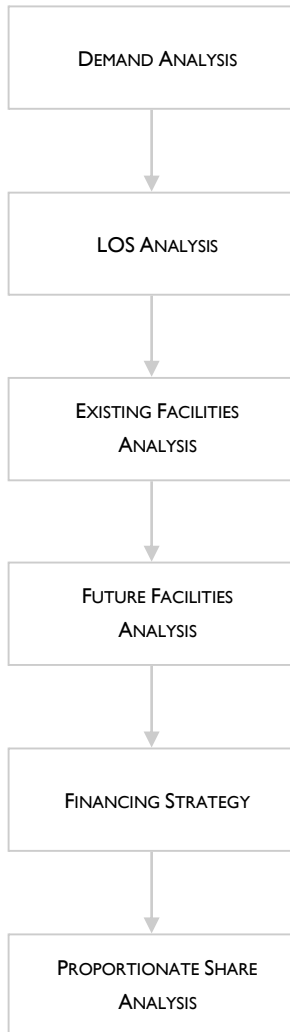 DEMAND ANALYSIS
LOS ANALYSIS
EXISTING FACILITIES
ANALYSIS
FUTURE FACILITIES
ANALYSIS
FINANCING STRATEGY
PROPORTIONATE SHARE
ANALYSIS